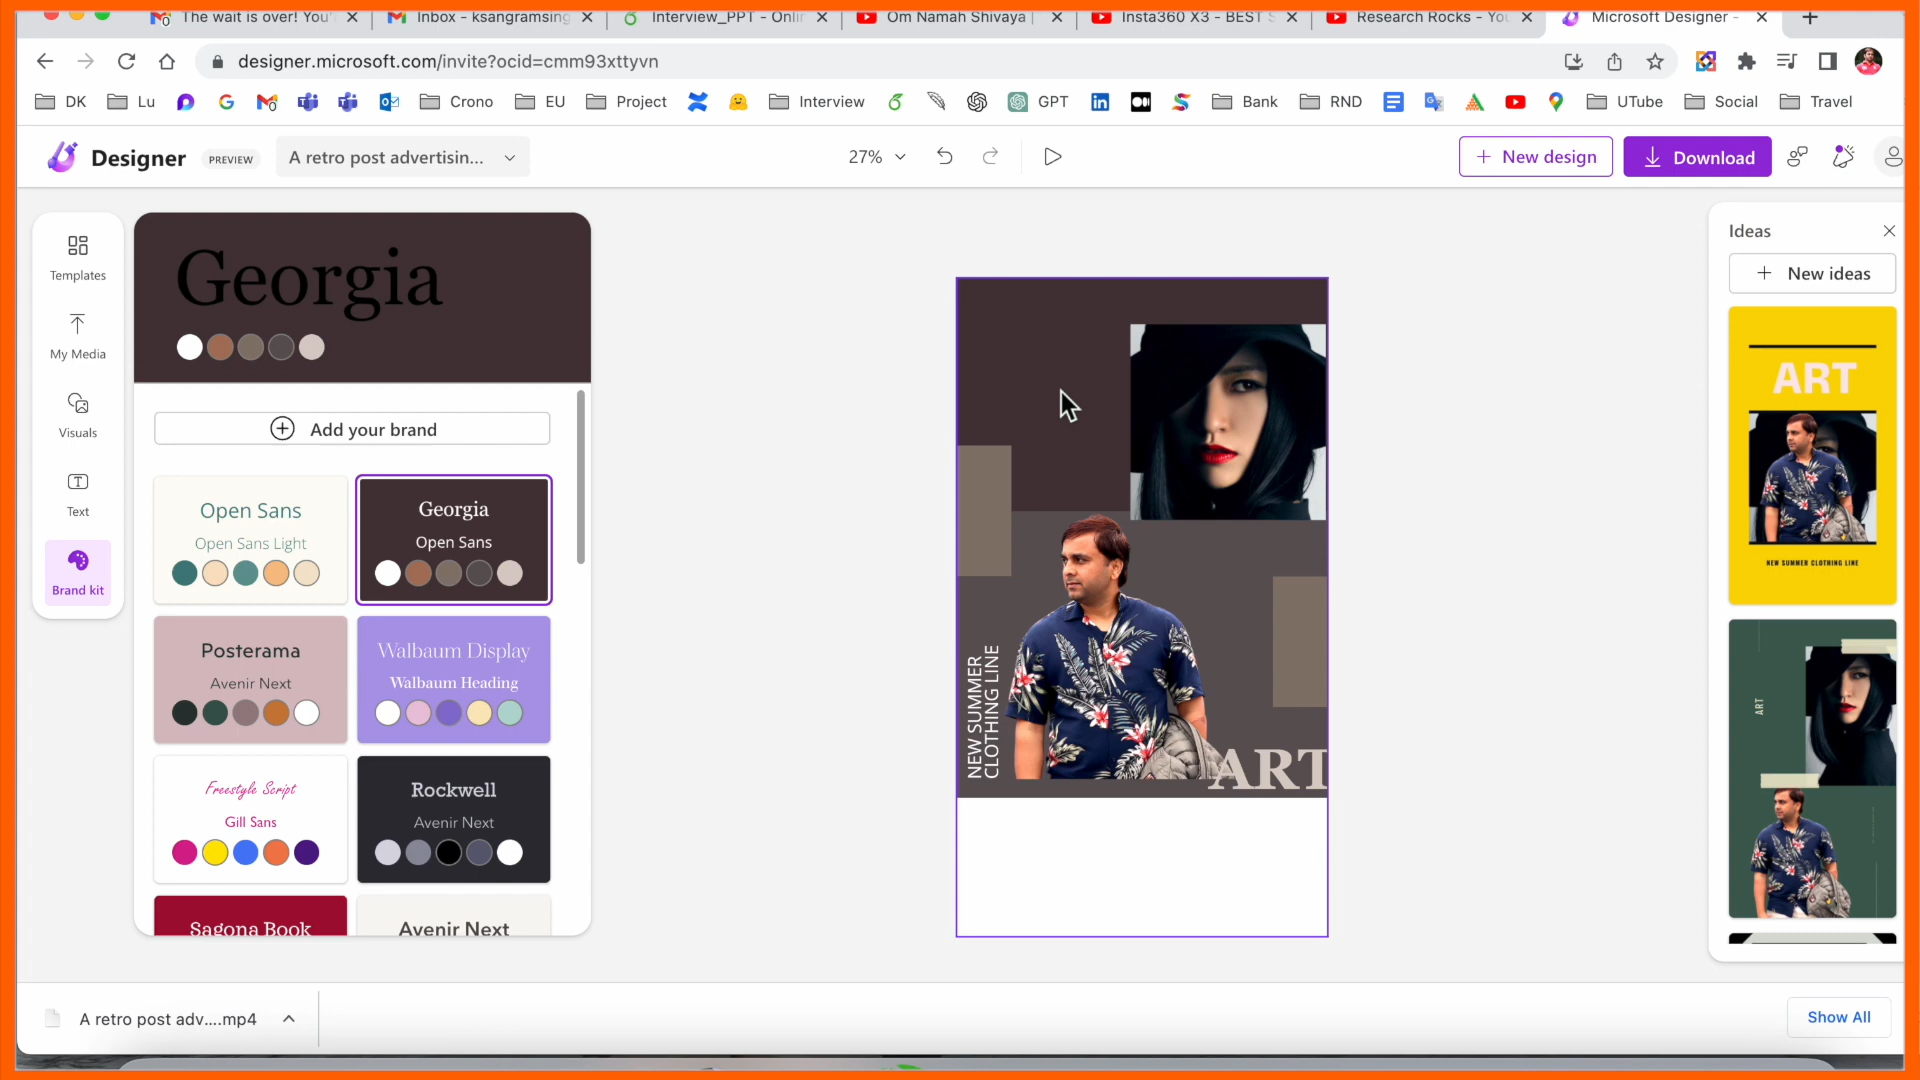 The wait is over! You'
Inbox - ksangramsing
Interview_PPT - Onlin
Om Namah Shivaya |
Insta360 X3 - BEST S
Research Rocks - You
Microsoft Designer -
designer.microsoft.com/invite?ocid=cmm93xttyvn
DK
Lu
Crono
EU
Project
Interview
GPT
Bank
RND
UTube
Social
Travel
Designer
PREVIEW
A retro post advertisin...
27%
New design
Download
Templates
My Media
Visuals
Text
Brand kit
Georgia
Add your brand
Open Sans
Open Sans Light
Georgia
Open Sans
Posterama
Avenir Next
Walbaum Display
Walbaum Heading
Freestyle Script
Gill Sans
Rockwell
Avenir Next
Sagona Book
Avenir Next
NEW SUMMER
CLOTHING LINE
ART
Ideas
New ideas
ART
NEW SUMMER CLOTHING LINE
ART
A retro post adv....mp4
Show All